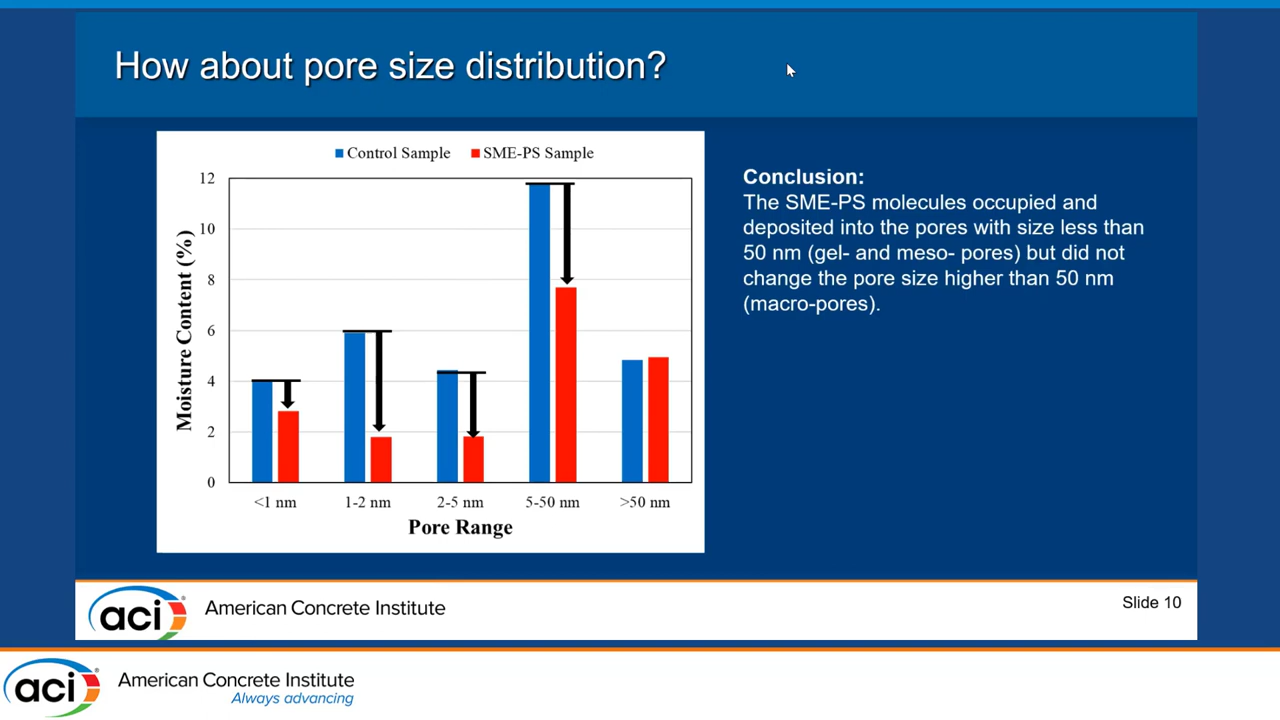 How about pore size distribution?
Control Sample SME-PS Sample
12
10
8
6
4
2
0
Moisture Content (%)
<1 nm 1-2 nm 2-5 nm 5-50 nm >50 nm
Pore Range
Conclusion:
The SME-PS molecules occupied and
deposited into the pores with size less than
50 nm (gel- and meso- pores) but did not
change the pore size higher than 50 nm
(macro-pores).
aci American Concrete Institute
Slide 10
aci American Concrete Institute
Always advancing